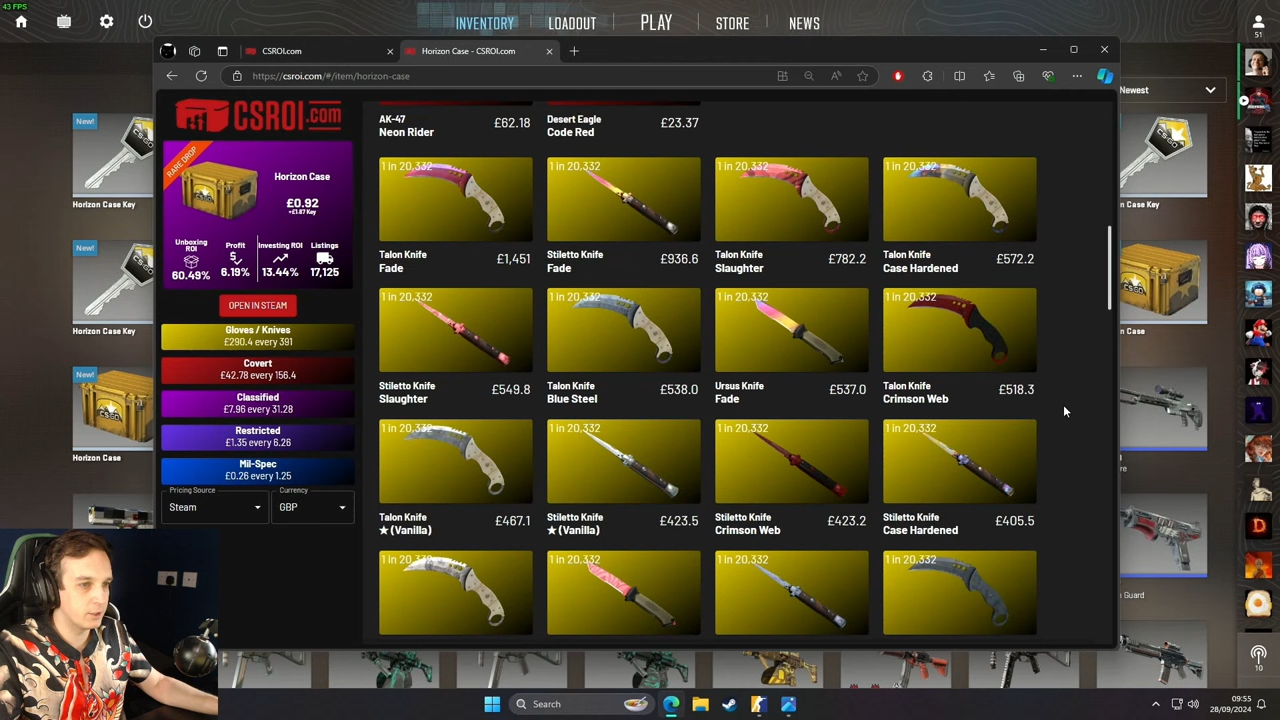 43 FPS
INVENTORY
LOADOUT
PLAY
STORE
NEWS
51
CSROI.com
Horizon Case - CSROI.com
https://csroi.com/#/item/horizon-case
Newest
CSROI.com
RARE DROP
Horizon Case
£0.92
+£1.87 Key
Unboxing ROI
60.49%
Profit
6.19%
Investing ROI
13.44%
Listings
17,125
OPEN IN STEAM
Gloves / Knives
£290.4 every 391
Covert
£42.78 every 156.4
Classified
£7.96 every 31.28
Restricted
£1.35 every 6.26
Mil-Spec
£0.26 every 1.25
Pricing Source
Steam
Currency
GBP
AK-47
Neon Rider
£62.18
Desert Eagle
Code Red
£23.37
1 in 20,332
1 in 20,332
1 in 20,332
1 in 20,332
Talon Knife
Fade
£1,451
Stiletto Knife
Fade
£936.6
Talon Knife
Slaughter
£782.2
Talon Knife
Case Hardened
£572.2
1 in 20,332
1 in 20,332
1 in 20,332
1 in 20,332
Stiletto Knife
Slaughter
£549.8
Talon Knife
Blue Steel
£538.0
Ursus Knife
Fade
£537.0
Talon Knife
Crimson Web
£518.3
1 in 20,332
1 in 20,332
1 in 20,332
1 in 20,332
Talon Knife
★ (Vanilla)
£467.1
Stiletto Knife
★ (Vanilla)
£423.5
Stiletto Knife
Crimson Web
£423.2
Stiletto Knife
Case Hardened
£405.5
1 in 20,332
1 in 20,332
1 in 20,332
1 in 20,332
New!
CS:GO
Horizon Case Key
New!
Horizon Case Key
New!
Horizon Case
Horizon Case Key
Case
Guard
10
Search
09:55
28/09/2024